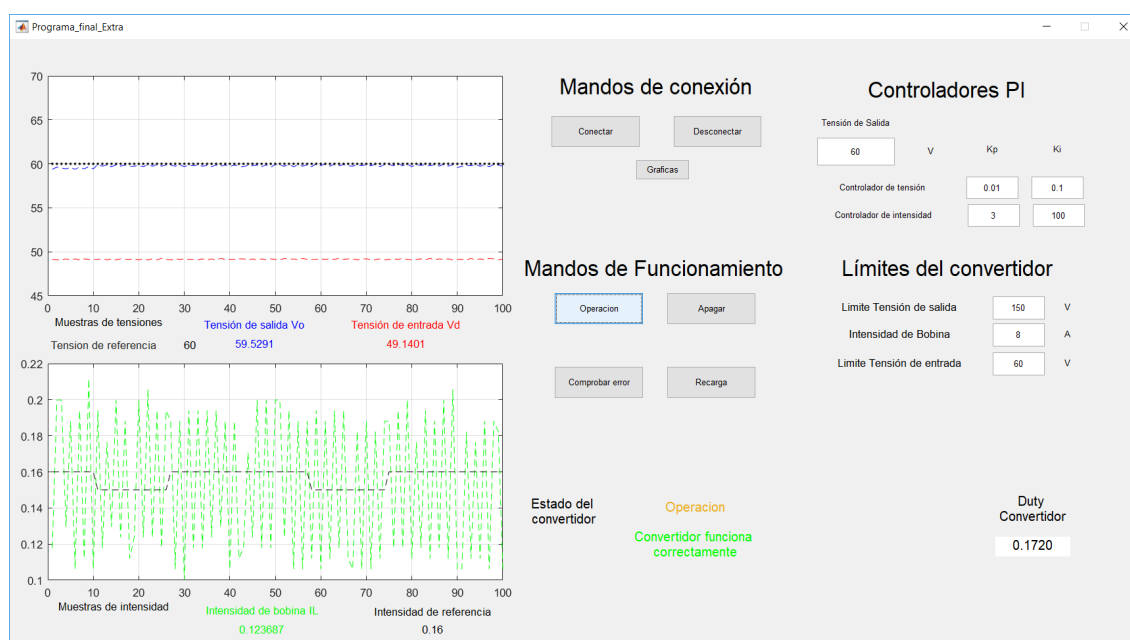 Programa_final_Extra
70
65
60
55
50
45
0 10 20 30 40 50 60 70 80 90 100
Muestras de tensiones
Tensión de salida Vo
Tensión de entrada Vd
Tension de referencia 60
59.5291
49.1401
0.22
0.2
0.18
0.16
0.14
0.12
0.1
0 10 20 30 40 50 60 70 80 90 100
Muestras de intensidad
Intensidad de bobina IL
Intensidad de referencia
0.123687
0.16
Mandos de conexión
Conectar
Desconectar
Graficas
Mandos de Funcionamiento
Operacion
Apagar
Comprobar error
Recarga
Estado del
convertidor
Operacion
Convertidor funciona
correctamente
Controladores PI
Tensión de Salida
60 V Kp Ki
Controlador de tensión 0.01 0.1
Controlador de intensidad 3 100
Límites del convertidor
Limite Tensión de salida 150 V
Intensidad de Bobina 8 A
Limite Tensión de entrada 60 V
Duty
Convertidor
0.1720